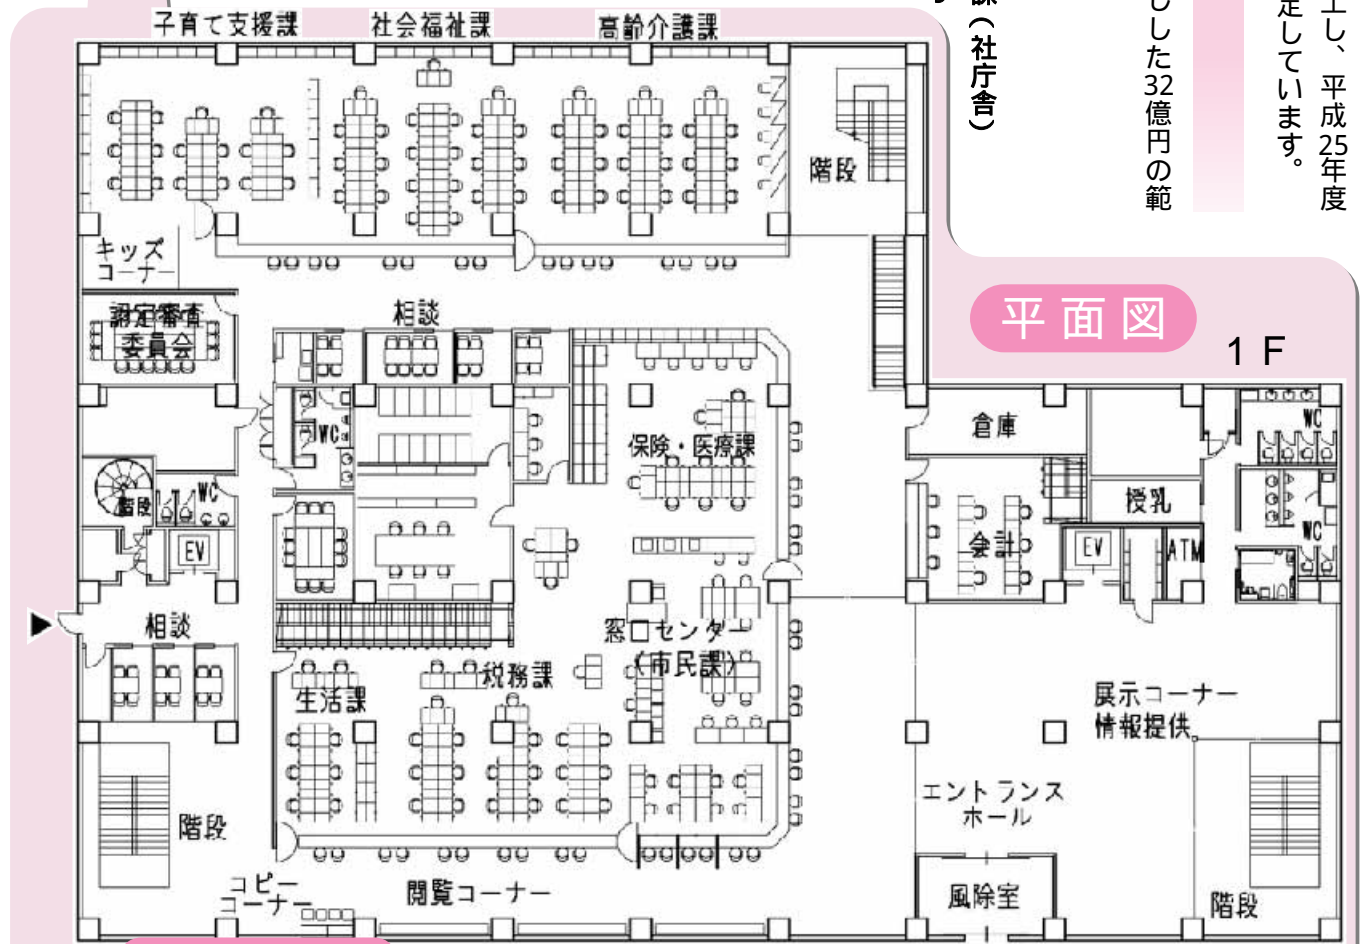 工し、平成25年度
足しています。
しした32億円の範
課（社庁舎）
平面図
1F
子育て支援課
社会福祉課
高齢介護課
階段
キッズ
コーナー
認定審査
委員会
相談
WC
保険・医療課
倉庫
WC
階段
WC
授乳
会計
EV
ATM
WC
EV
相談
窓口センター
（市民課）
税務課
生活課
展示コーナー
情報提供
エントランス
ホール
階段
コピー
コーナー
閲覧コーナー
風除室
階段